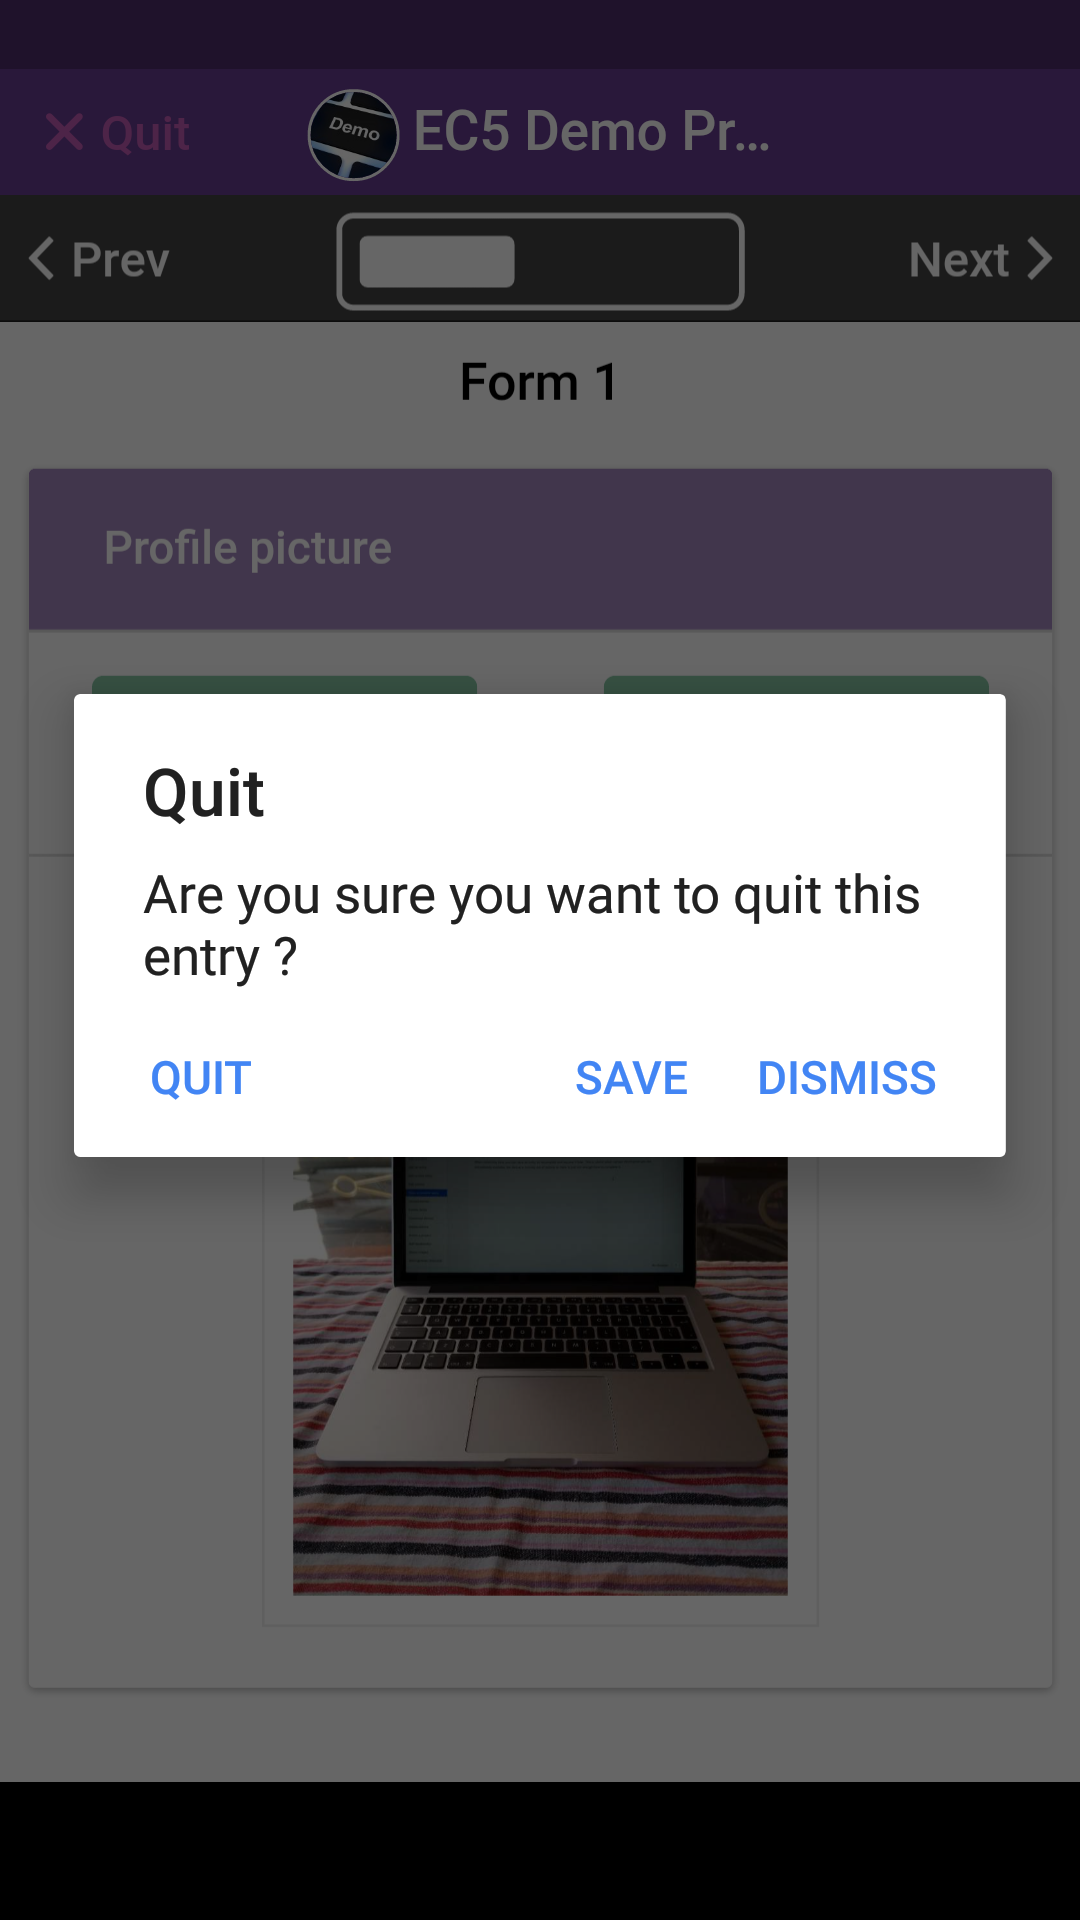 Quit
Demo
EC5 Demo Pr...
Prev
Next
Form 1
Profile picture
Quit
Are you sure you want to quit this
entry ?
QUIT
SAVE
DISMISS